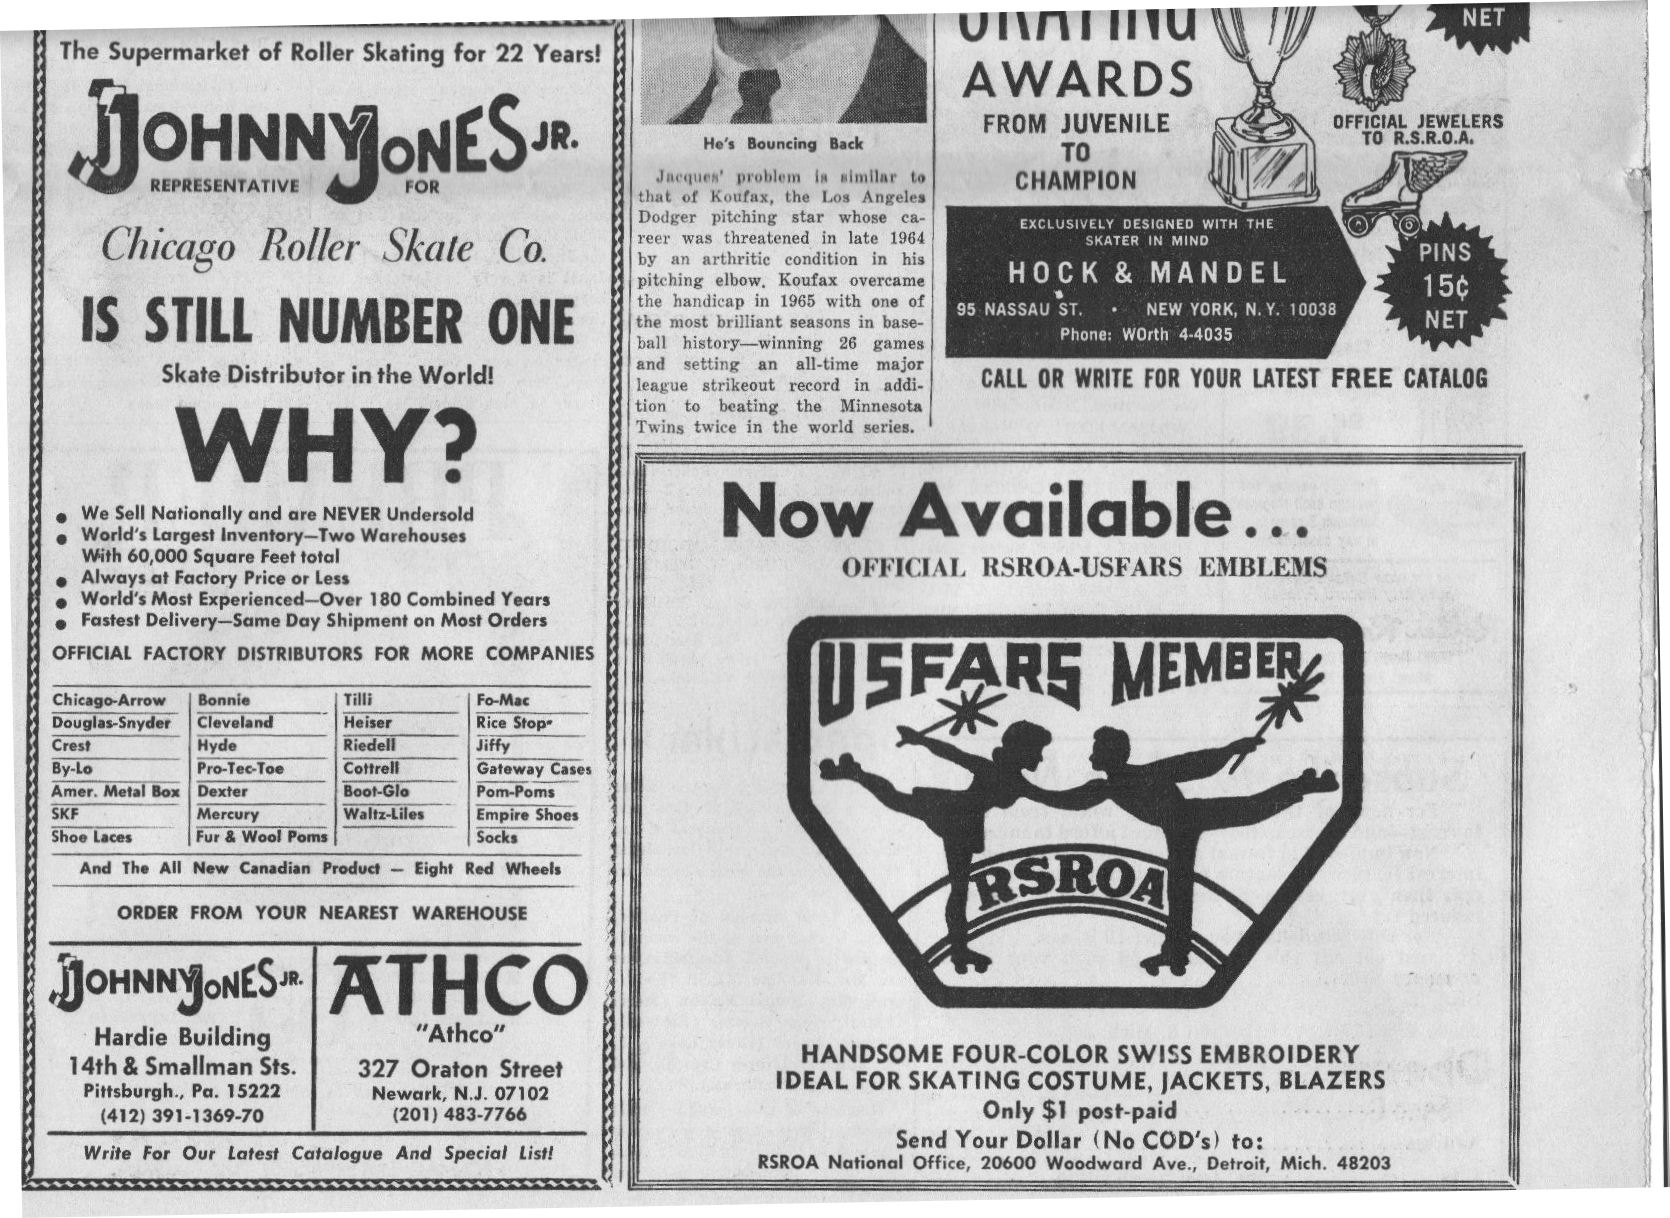 The Supermarket of Roller Skating for 22 Years!
JOHNNY JONES JR.
REPRESENTATIVE FOR
Chicago Roller Skate Co.
IS STILL NUMBER ONE
Skate Distributor in the World!
WHY?
• We Sell Nationally and are NEVER Undersold
• World's Largest Inventory—Two Warehouses
With 60,000 Square Feet total
• Always at Factory Price or Less
• World's Most Experienced—Over 180 Combined Years
• Fastest Delivery—Same Day Shipment on Most Orders
OFFICIAL FACTORY DISTRIBUTORS FOR MORE COMPANIES
Chicago-Arrow Bonnie Tilli Fo-Mac
Douglas-Snyder Cleveland Heiser Rice Stop
Crest Hyde Riedell Jiffy
By-Lo Pro-Tec-Toe Cottrell Gateway Cases
Amer. Metal Box Dexter Boot-Glo Pom-Poms
SKF Mercury Waltz-Liles Empire Shoes
Shoe Laces Fur & Wool Poms Socks
And The All New Canadian Product — Eight Red Wheels
ORDER FROM YOUR NEAREST WAREHOUSE
JOHNNY JONES JR.
Hardie Building
14th & Smallman Sts.
Pittsburgh., Pa. 15222
(412) 391-1369-70
ATHCO
"Athco"
327 Oraton Street
Newark, N.J. 07102
(201) 483-7766
Write For Our Latest Catalogue And Special List!
He's Bouncing Back
Jacques' problem is similar to
that of Koufax, the Los Angeles
Dodger pitching star whose ca-
reer was threatened in late 1964
by an arthritic condition in his
pitching elbow. Koufax overcame
the handicap in 1965 with one of
the most brilliant seasons in base-
ball history—winning 26 games
and setting an all-time major
league strikeout record in addi-
tion to beating the Minnesota
Twins twice in the world series.
SKATING
AWARDS
FROM JUVENILE
TO
CHAMPION
NET
OFFICIAL JEWELERS
TO R.S.R.O.A.
EXCLUSIVELY DESIGNED WITH THE
SKATER IN MIND
HOCK & MANDEL
95 NASSAU ST. • NEW YORK, N.Y. 10038
Phone: WOrth 4-4035
PINS
15¢
NET
CALL OR WRITE FOR YOUR LATEST FREE CATALOG
Now Available...
OFFICIAL RSROA-USFARS EMBLEMS
USFARS MEMBER
RSROA
HANDSOME FOUR-COLOR SWISS EMBROIDERY
IDEAL FOR SKATING COSTUME, JACKETS, BLAZERS
Only $1 post-paid
Send Your Dollar (No COD's) to:
RSROA National Office, 20600 Woodward Ave., Detroit, Mich. 48203